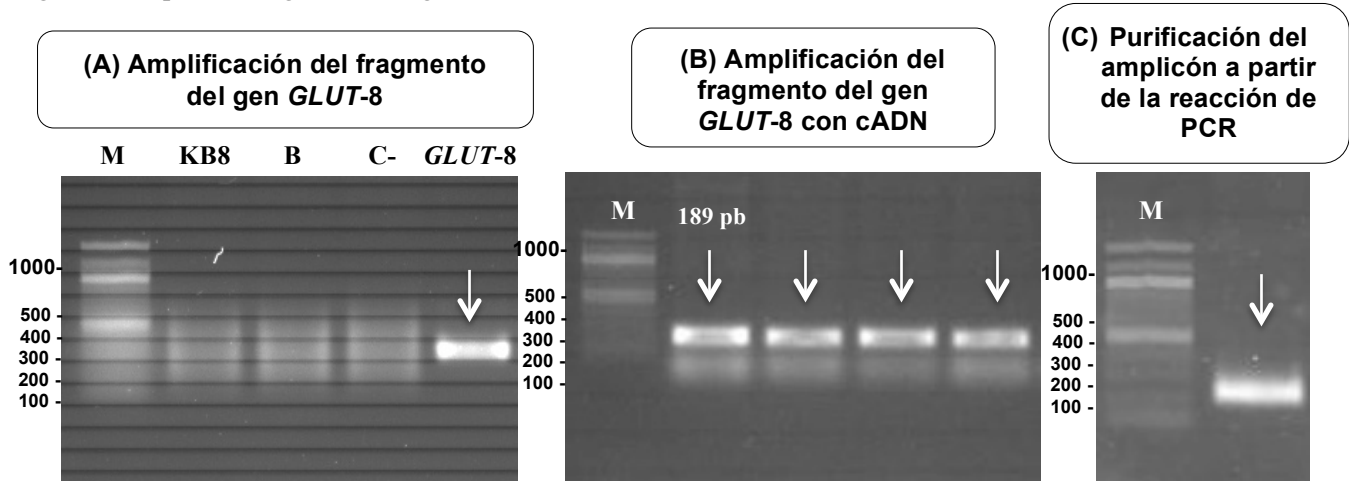 (A) Amplificación del fragmento
del gen GLUT-8
M KB8 B C- GLUT-8
1000-
500 -
400 -
300 -
200 -
100 -
(B) Amplificación del
fragmento del gen
GLUT-8 con cADN
M 189 pb
1000-
500 -
400 -
300 -
200 -
100 -
(C) Purificación del
amplicón a partir
de la reacción de
PCR
M
1000-
500 -
400 -
300 -
200 -
100 -